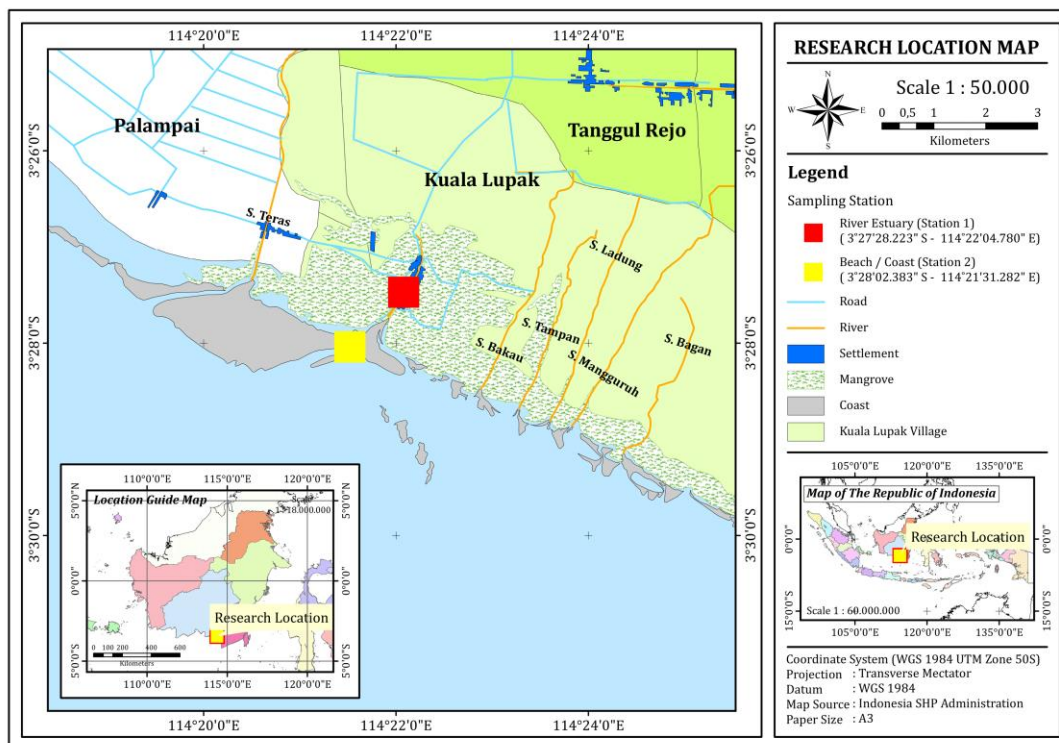 114°20'0"E 114°22'0"E 114°24'0"E
3°26'0"S
3°28'0"S
3°30'0"S
Palampai
Tanggul Rejo
Kuala Lupak
S. Teras
S. Ladung
S. Tampan
S. Bagan
S. Bakau
S. Mangguruh
110°0'0"E 115°0'0"E 120°0'0"E
Location Guide Map
1 : 18.000.000
5°0'0"N
0°0'0"
5°0'0"S
5°0'0"N
0°0'0"
5°0'0"S
Research Location
0 100 200 400 600
Kilometers
110°0'0"E 115°0'0"E 120°0'0"E
114°20'0"E 114°22'0"E 114°24'0"E
RESEARCH LOCATION MAP
N
W E
S
Scale 1 : 50.000
0 0,5 1 2 3
Kilometers
Legend
Sampling Station
River Estuary (Station 1)
( 3°27'28.223" S - 114°22'04.780" E)
Beach / Coast (Station 2)
( 3°28'02.383" S - 114°21'31.282" E)
Road
River
Settlement
Mangrove
Coast
Kuala Lupak Village
105°0'0"E 120°0'0"E 135°0'0"E
Map of The Republic of Indonesia
0°0'0"
15°0'0"S
0°0'0"
15°0'0"S
Research Location
Scale 1 : 60.000.000
105°0'0"E 120°0'0"E 135°0'0"E
Coordinate System (WGS 1984 UTM Zone 50S)
Projection : Transverse Mectator
Datum : WGS 1984
Map Source : Indonesia SHP Administration
Paper Size : A3